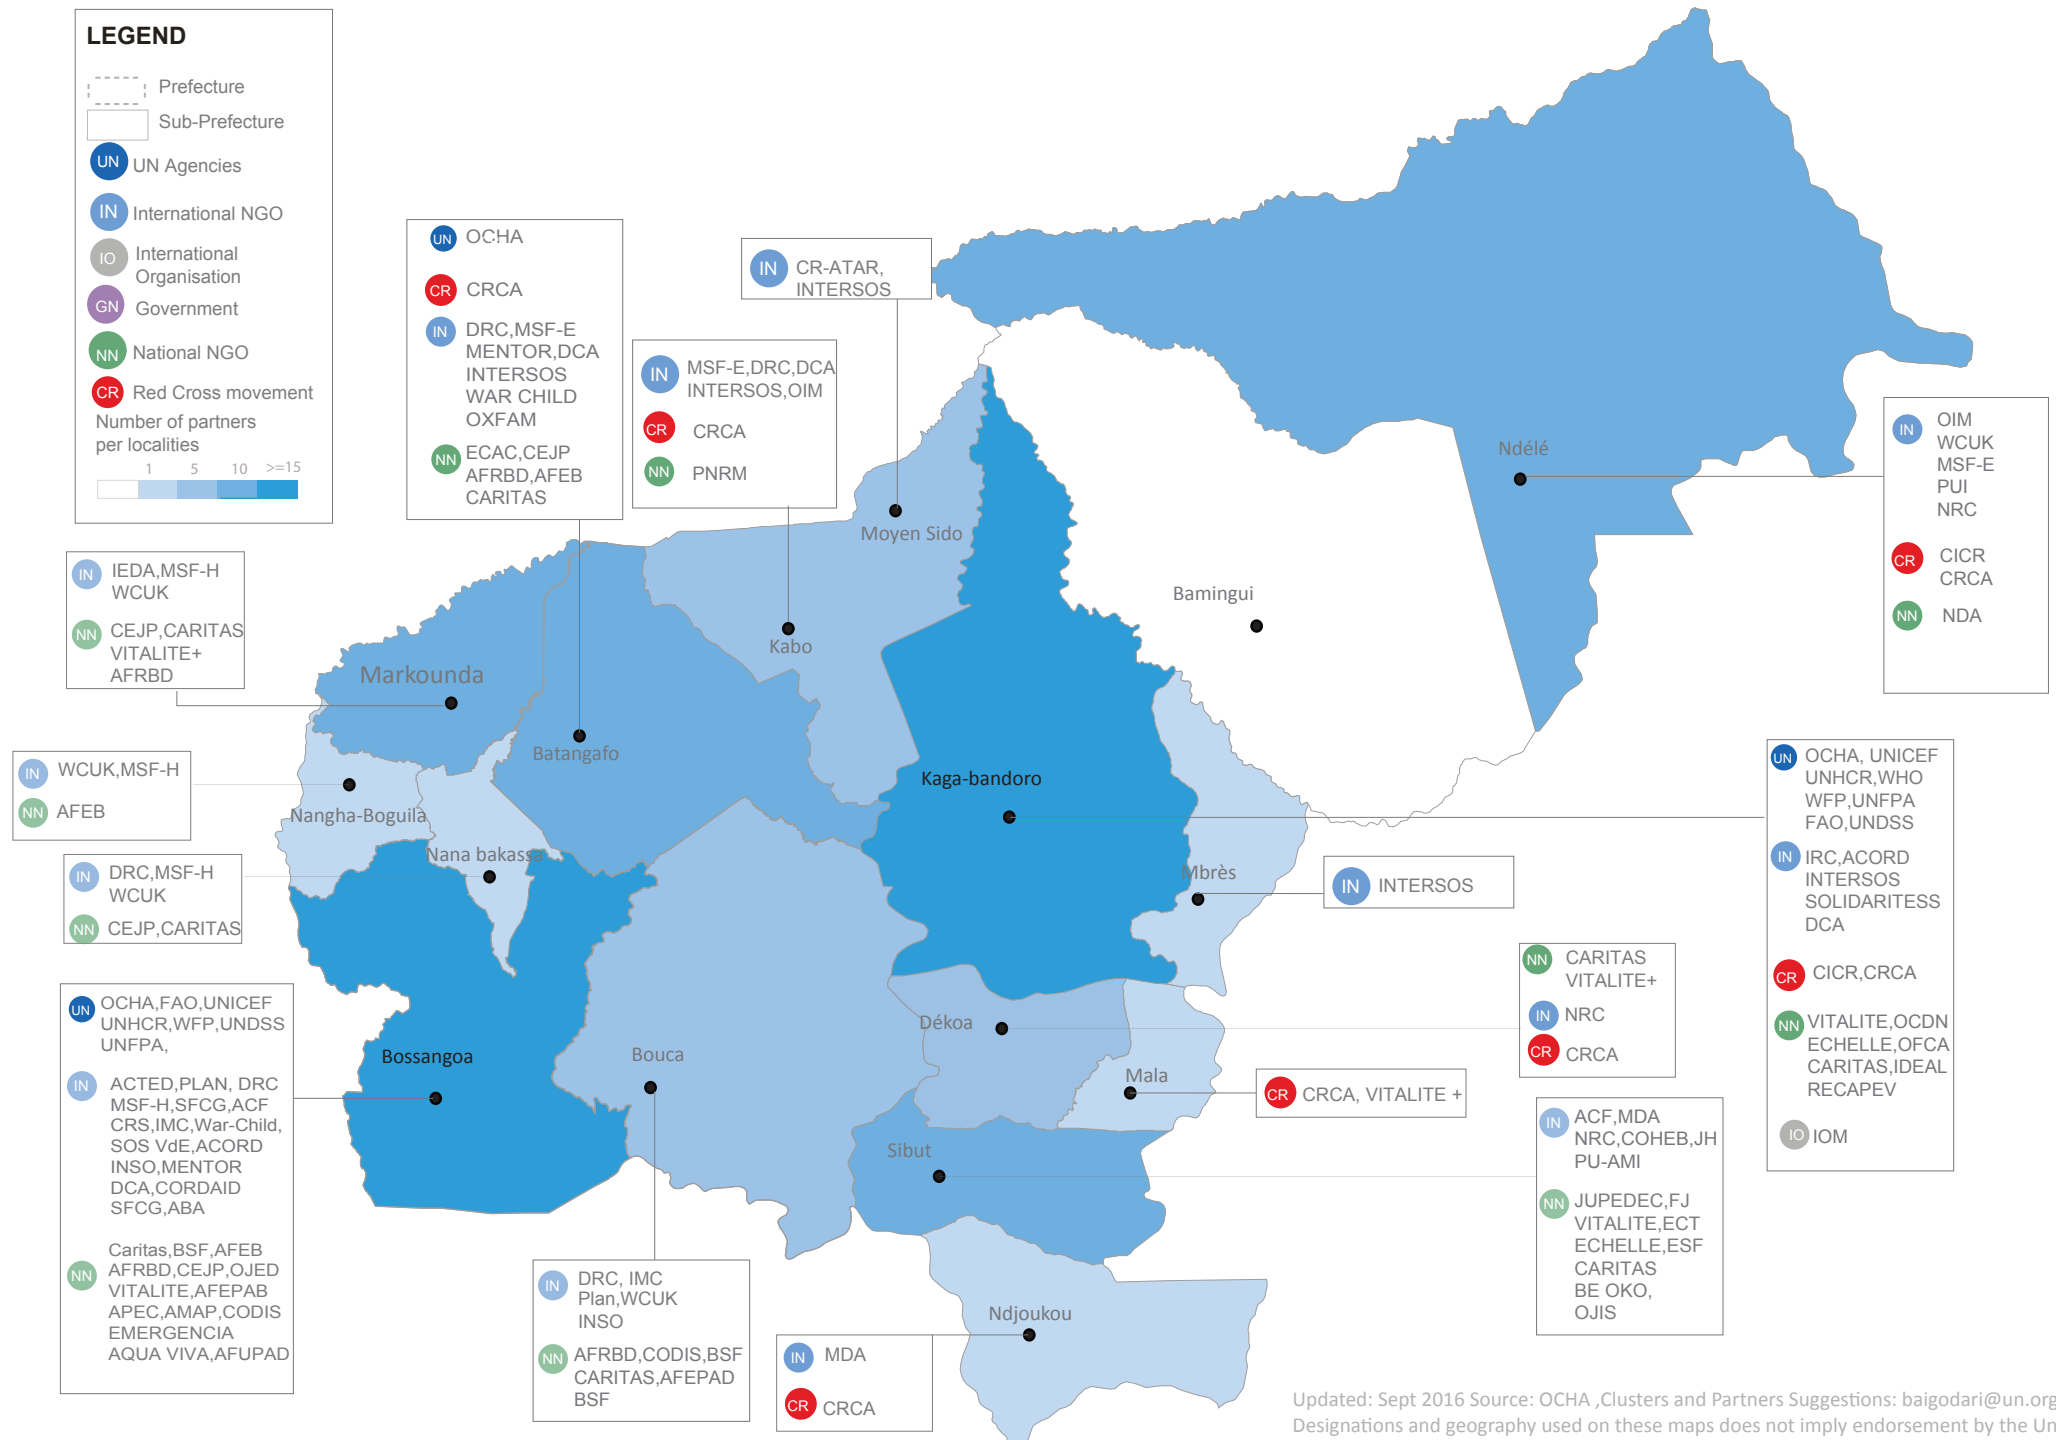 LEGEND
Prefecture
Sub-Prefecture
UN UN Agencies
IN International NGO
IO International
Organisation
GN Government
NN National NGO
CR Red Cross movement
Number of partners
per localities
1 5 10 >=15
UN OCHA
CR CRCA
IN DRC,MSF-E
MENTOR,DCA
INTERSOS
WAR CHILD
OXFAM
NN ECAC,CEJP
AFRBD,AFEB
CARITAS
IN MSF-E,DRC,DCA
INTERSOS,OIM
CR CRCA
NN PNRM
IN CR-ATAR,
INTERSOS
IN OIM
WCUK
MSF-E
PUI
NRC
CR CICR
CRCA
NN NDA
IN IEDA,MSF-H
WCUK
NN CEJP,CARITAS
VITALITE+
AFRBD
IN WCUK,MSF-H
NN AFEB
IN DRC,MSF-H
WCUK
NN CEJP,CARITAS
UN OCHA,FAO,UNICEF
UNHCR,WFP,UNDSS
UNFPA,
IN ACTED,PLAN, DRC
MSF-H,SFCG,ACF
CRS,IMC,War-Child,
SOS VdE,ACORD
INSO,MENTOR
DCA,CORDAID
SFCG,ABA
NN Caritas,BSF,AFEB
AFRBD,CEJP,OJED
VITALITE,AFEPAB
APEC,AMAP,CODIS
EMERGENCIA
AQUA VIVA,AFUPAD
Ndélé
Moyen Sido
Bamingui
Kabo
Markounda
Batangafo
Kaga-bandoro
Nangha-Boguila
Nana bakassa
Mbrès
Dékoa
Bossangoa
Bouca
Mala
Sibut
Ndjoukou
UN OCHA, UNICEF
UNHCR,WHO
WFP,UNFPA
FAO,UNDSS
IN IRC,ACORD
INTERSOS
SOLIDARITESS
DCA
CR CICR,CRCA
NN VITALITE,OCDN
ECHELLE,OFCA
CARITAS,IDEAL
RECAPEV
IO IOM
IN INTERSOS
NN CARITAS
VITALITE+
IN NRC
CR CRCA
CR CRCA, VITALITE +
IN ACF,MDA
NRC,COHEB,JH
PU-AMI
NN JUPEDEC,FJ
VITALITE,ECT
ECHELLE,ESF
CARITAS
BE OKO,
OJIS
IN DRC, IMC
Plan,WCUK
INSO
NN AFRBD,CODIS,BSF
CARITAS,AFEPAD
BSF
IN MDA
CR CRCA
Updated: Sept 2016 Source: OCHA ,Clusters and Partners Suggestions: baigodari@un.org
Designations and geography used on these maps does not imply endorsement by the Un